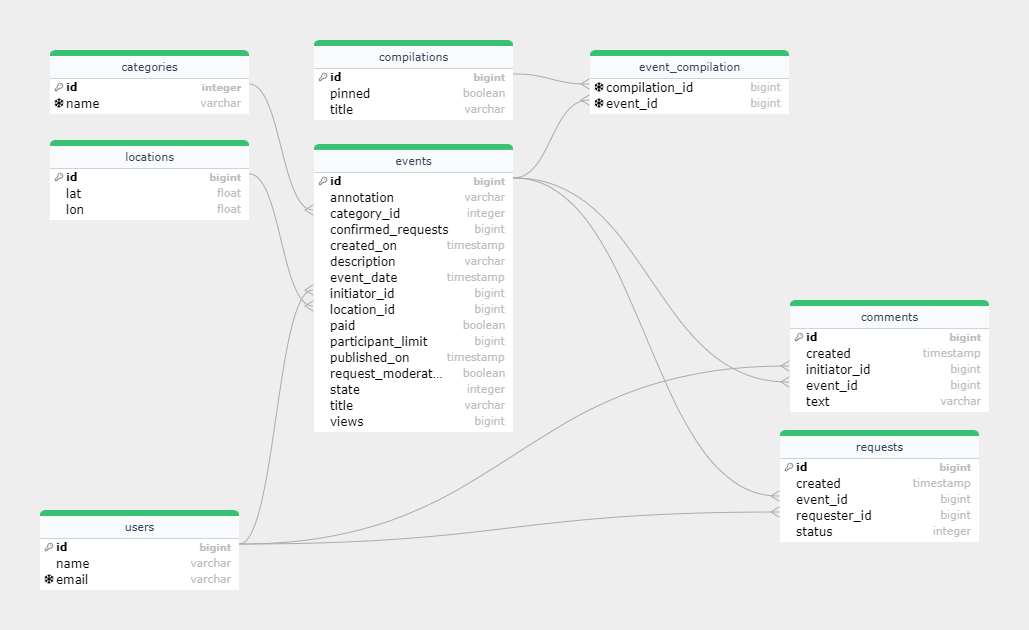 categories
id integer
name varchar
compilations
id bigint
pinned boolean
title varchar
event_compilation
compilation_id bigint
event_id bigint
locations
id bigint
lat float
lon float
events
id bigint
annotation varchar
category_id integer
confirmed_requests bigint
created_on timestamp
description varchar
event_date timestamp
initiator_id bigint
location_id bigint
paid boolean
participant_limit bigint
published_on timestamp
request_moderat... boolean
state integer
title varchar
views bigint
comments
id bigint
created timestamp
initiator_id bigint
event_id bigint
text varchar
requests
id bigint
created timestamp
event_id bigint
requester_id bigint
status integer
users
id bigint
name varchar
email varchar